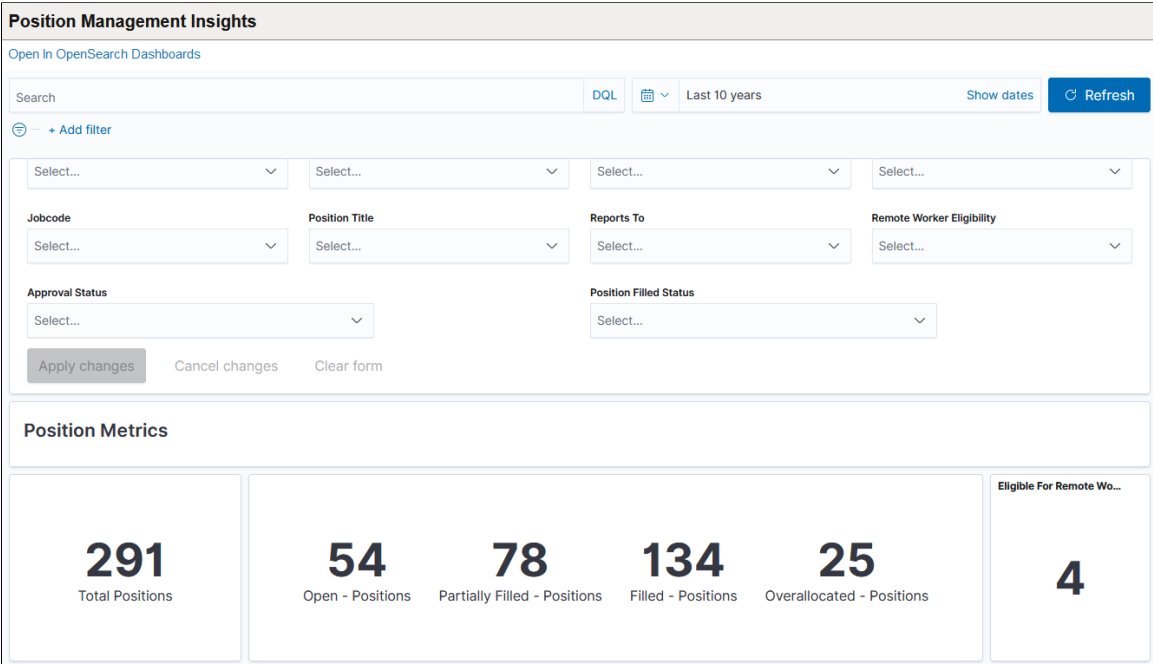 Position Management Insights
Open In OpenSearch Dashboards
Search DQL Last 10 years Show dates Refresh
+ Add filter
Select... Select... Select... Select...
Jobcode Position Title Reports To Remote Worker Eligibility
Select... Select... Select... Select...
Approval Status Position Filled Status
Select... Select...
Apply changes Cancel changes Clear form
Position Metrics
Eligible For Remote Wo...
291 54 78 134 25 4
Total Positions Open - Positions Partially Filled - Positions Filled - Positions Overallocated - Positions